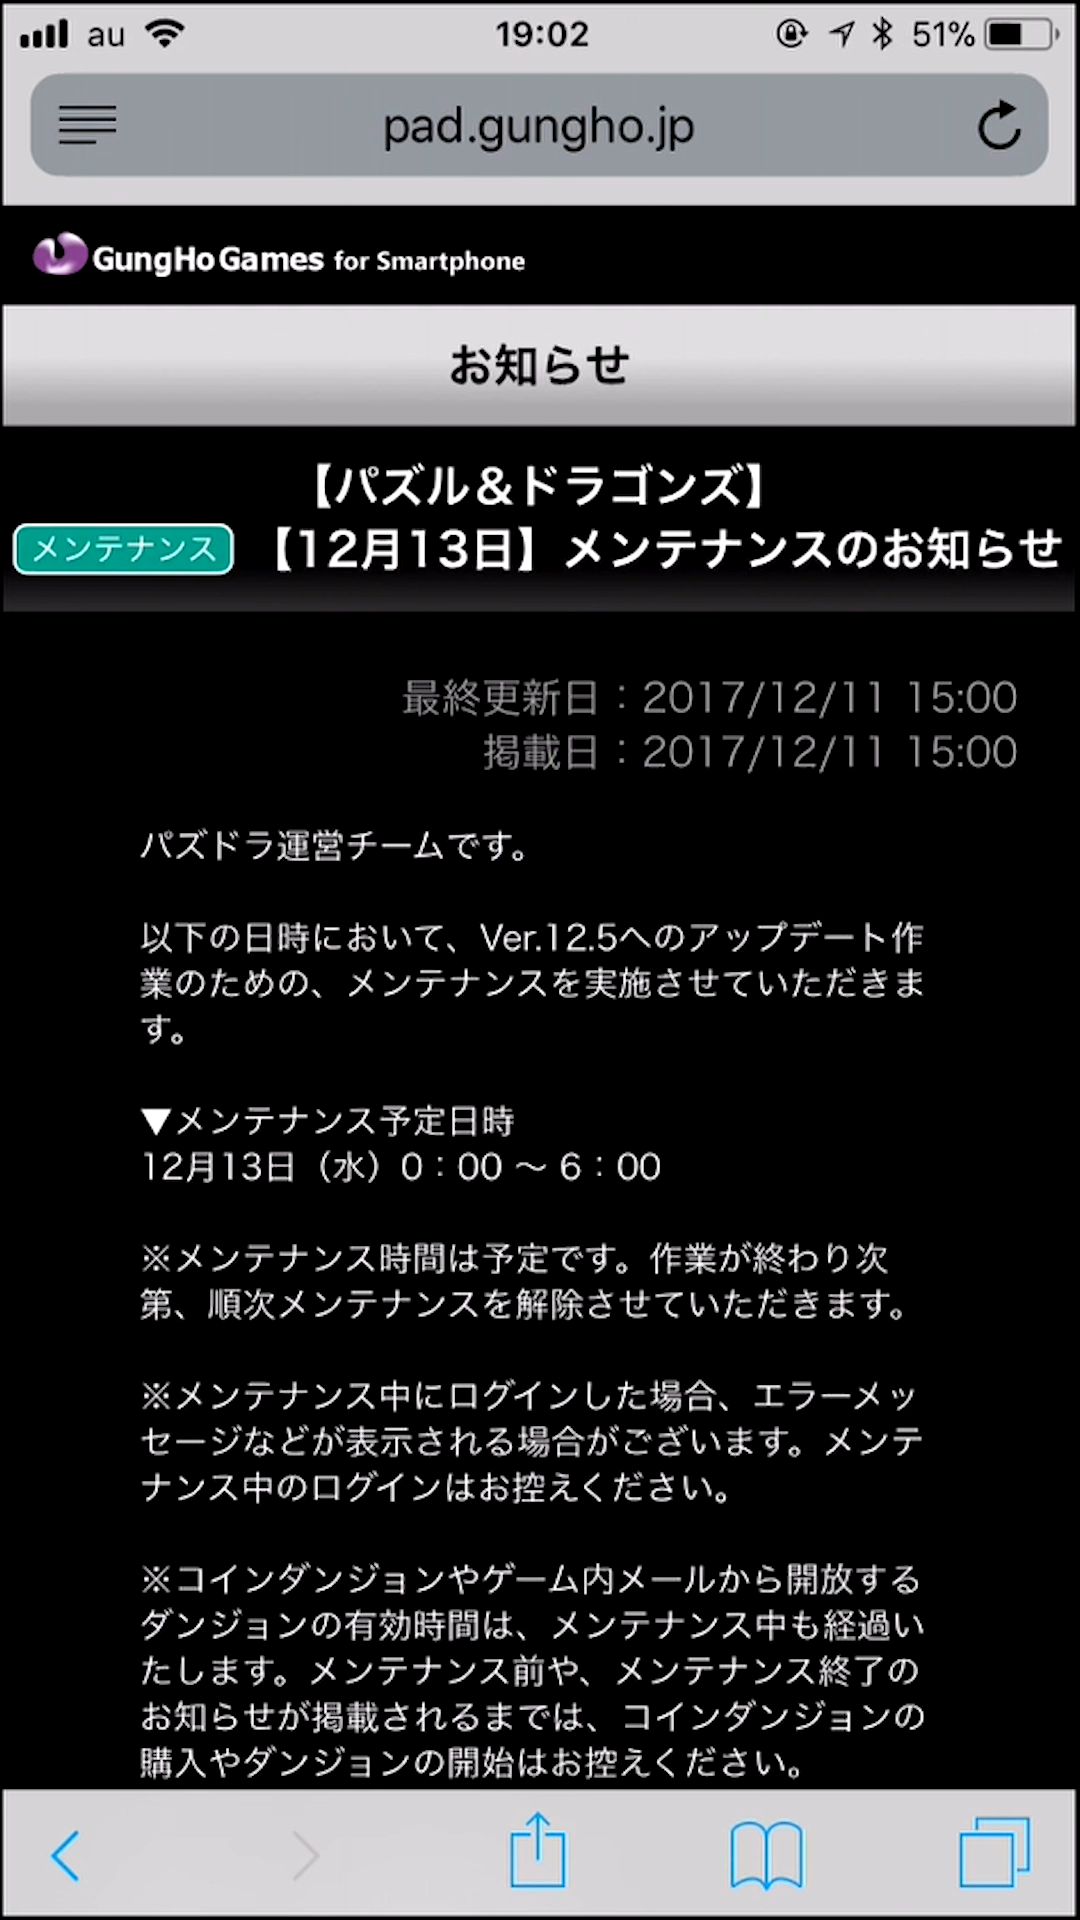 au 19:02 51%
pad.gungho.jp
GungHo Games for Smartphone
お知らせ
【パズル＆ドラゴンズ】
メンテナンス 【12月13日】メンテナンスのお知らせ
最終更新日：2017/12/11 15:00
掲載日：2017/12/11 15:00
パズドラ運営チームです。
以下の日時において、Ver.12.5へのアップデート作
業のための、メンテナンスを実施させていただきま
す。
▼メンテナンス予定日時
12月13日（水）0：00 ～ 6：00
※メンテナンス時間は予定です。作業が終わり次
第、順次メンテナンスを解除させていただきます。
※メンテナンス中にログインした場合、エラーメッ
セージなどが表示される場合がございます。メンテ
ナンス中のログインはお控えください。
※コインダンジョンやゲーム内メールから開放する
ダンジョンの有効時間は、メンテナンス中も経過い
たします。メンテナンス前や、メンテナンス終了の
お知らせが掲載されるまでは、コインダンジョンの
購入やダンジョンの開始はお控えください。